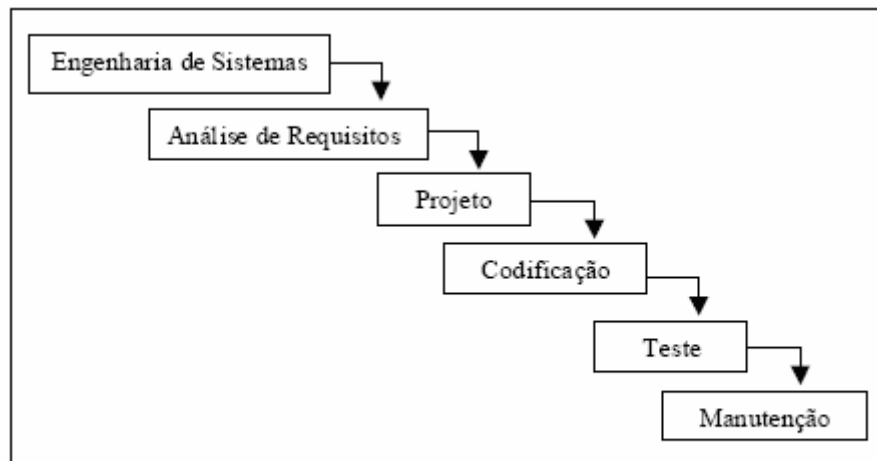 Engenharia de Sistemas
Análise de Requisitos
Projeto
Codificação
Teste
Manutenção